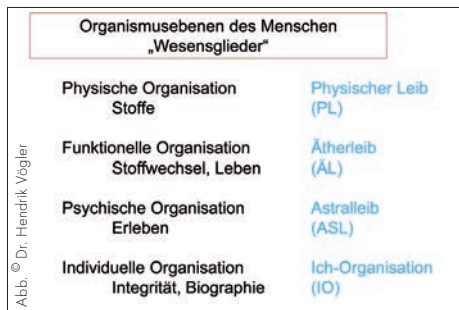 Organismusebenen des Menschen
„Wesensglieder“
Physische Organisation
Stoffe
Physischer Leib
(PL)
Funktionelle Organisation
Stoffwechsel, Leben
Ätherleib
(ÄL)
Psychische Organisation
Erleben
Astralleib
(ASL)
Individuelle Organisation
Integrität, Biographie
Ich-Organisation
(IO)
Abb. © Dr. Hendrik Vögler